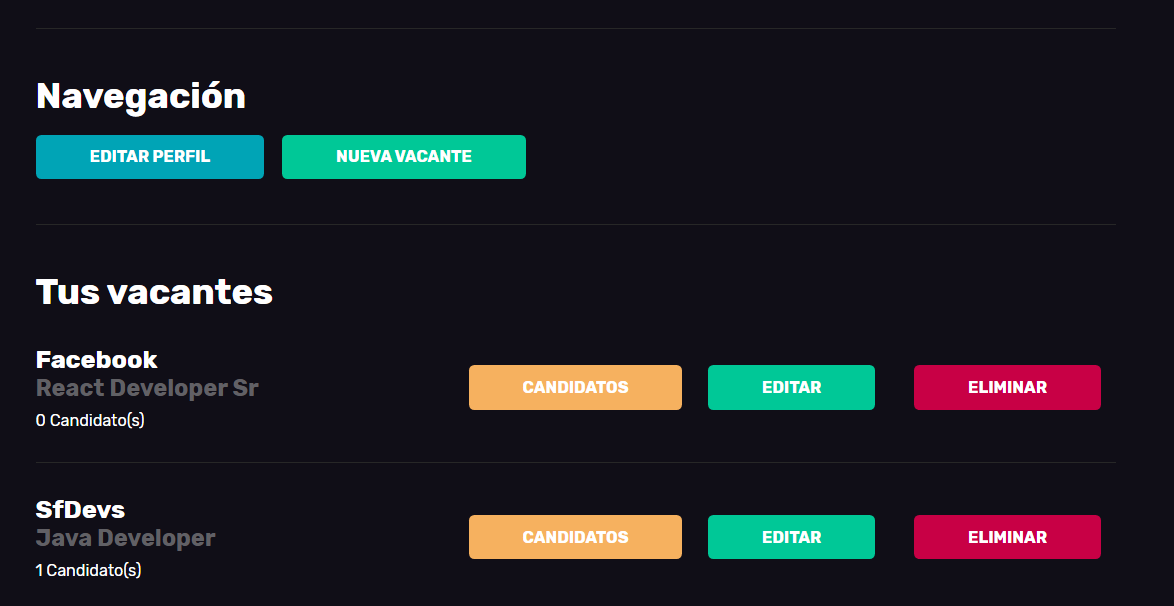 Navegación
EDITAR PERFIL NUEVA VACANTE
Tus vacantes
Facebook
React Developer Sr
0 Candidato(s)
CANDIDATOS EDITAR ELIMINAR
SfDevs
Java Developer
1 Candidato(s)
CANDIDATOS EDITAR ELIMINAR